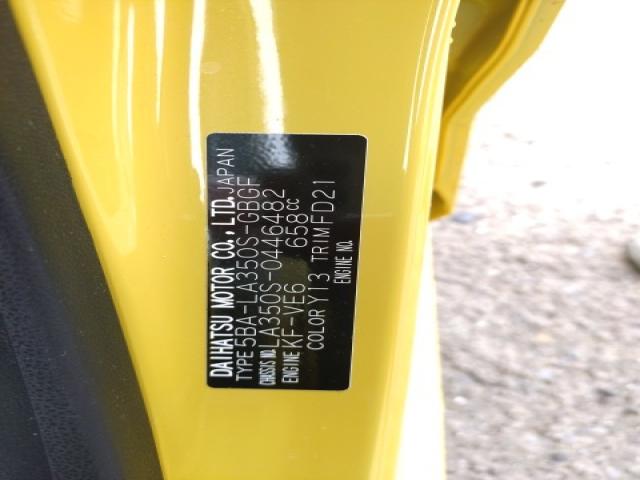 DAIHATSU MOTOR CO., LTD. JAPAN
TYPE 5BA-LA350S-GBGF
CHASSIS NO. LA350S-0446482
ENGINE KF-VE6 658cc
COLOR Y13 TRIM FD21
ENGINE NO.